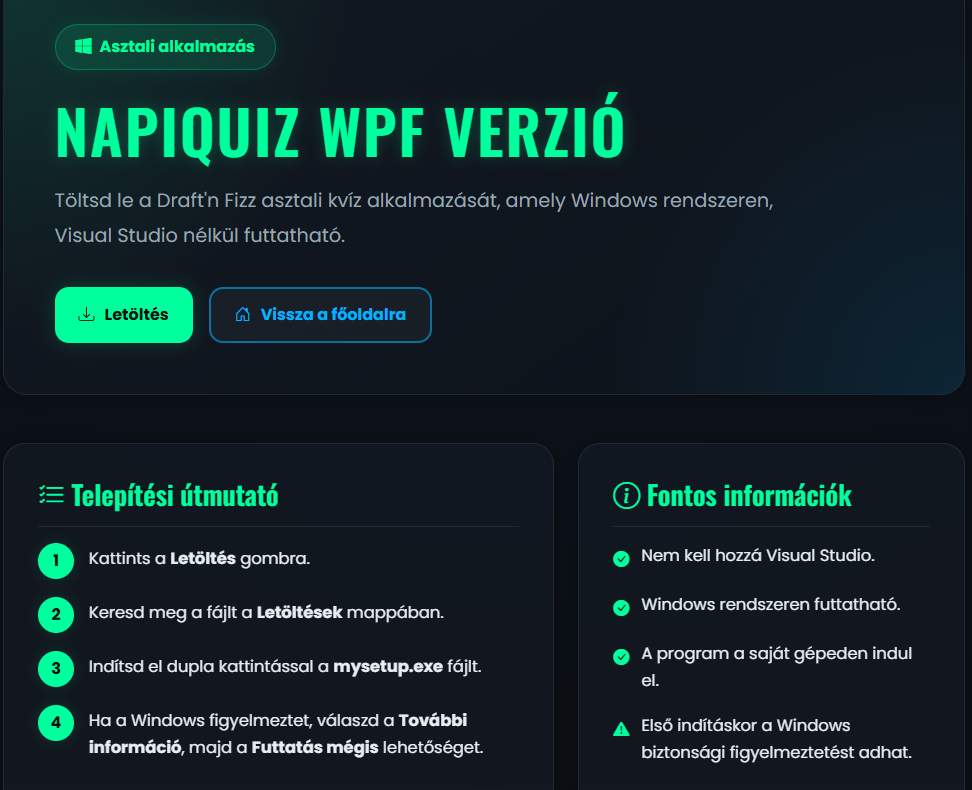 Asztali alkalmazás
NAPIQUIZ WPF VERZIÓ
Töltsd le a Draft'n Fizz asztali kvíz alkalmazását, amely Windows rendszeren,
Visual Studio nélkül futtatható.
Letöltés
Vissza a főoldalra
Telepítési útmutató
1 Kattints a Letöltés gombra.
2 Keresd meg a fájlt a Letöltések mappában.
3 Indítsd el dupla kattintással a mysetup.exe fájlt.
4 Ha a Windows figyelmeztet, válaszd a További
információ, majd a Futtatás mégis lehetőséget.
Fontos információk
Nem kell hozzá Visual Studio.
Windows rendszeren futtatható.
A program a saját gépeden indul
el.
Első indításkor a Windows
biztonsági figyelmeztetést adhat.